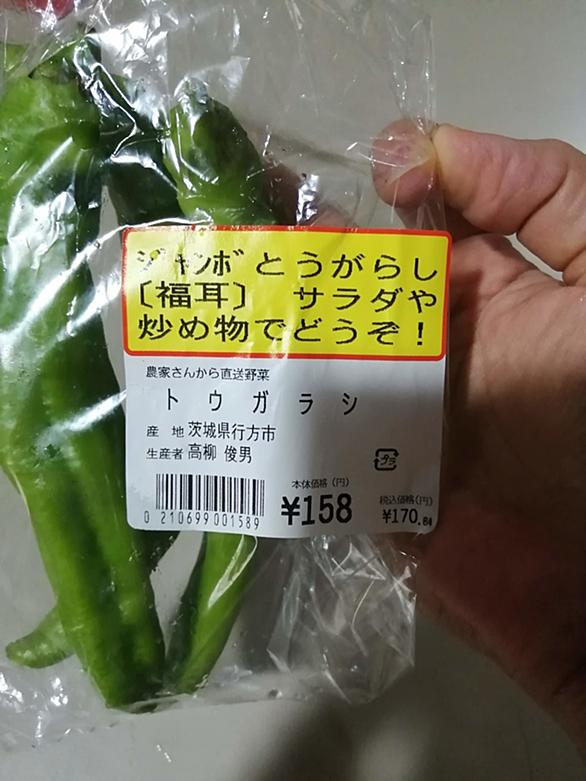 ｼﾞｬﾝﾎﾞとうがらし
〔福耳〕 サラダや
炒め物でどうぞ！
農家さんから直送野菜
トウガラシ
産 地 茨城県行方市
生産者 高柳 俊男
プラ
本体価格（円） 税込価格（円）
0 210699 001589 ¥158 ¥170.64